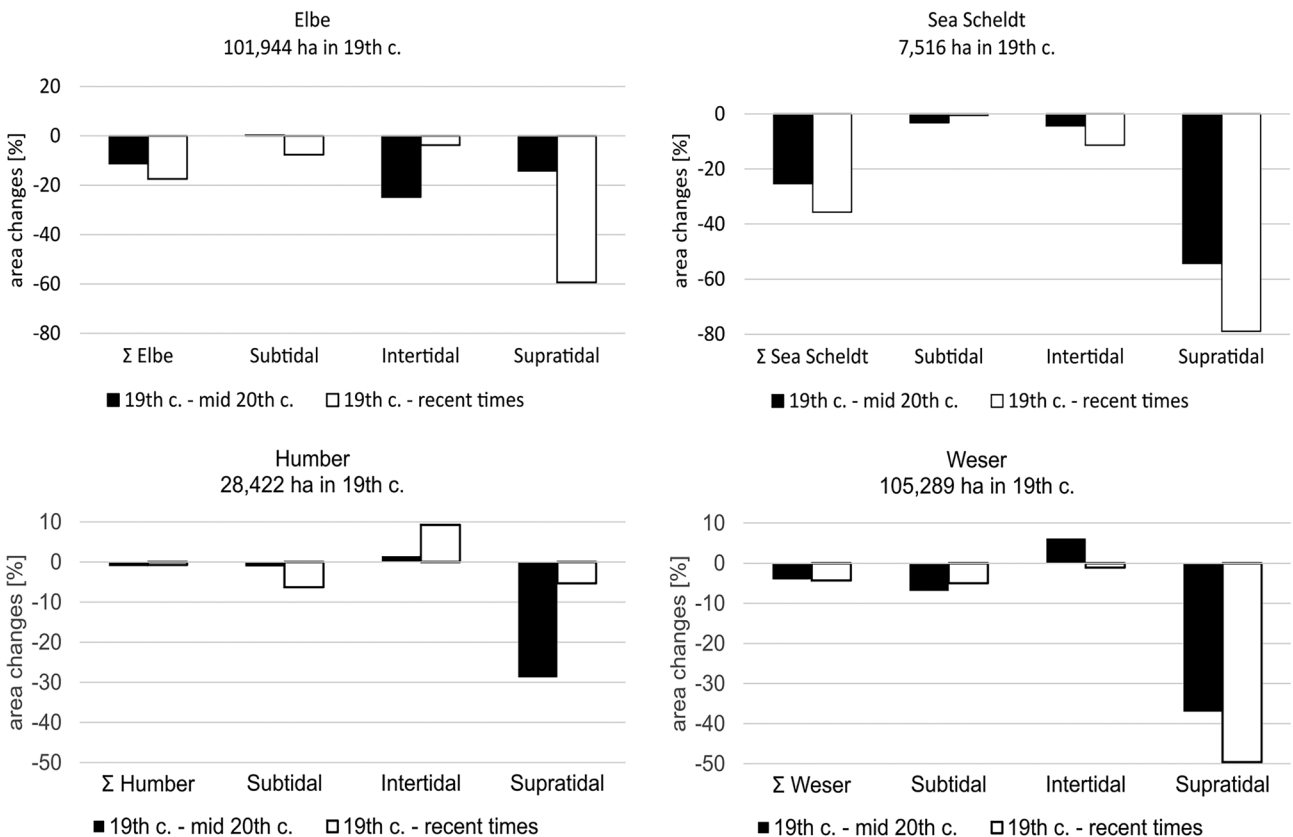 Elbe
101,944 ha in 19th c.
area changes [%]
20
0
-20
-40
-60
-80
Σ Elbe Subtidal Intertidal Supratidal
19th c. - mid 20th c. 19th c. - recent times
Sea Scheldt
7,516 ha in 19th c.
area changes [%]
0
-20
-40
-60
-80
Σ Sea Scheldt Subtidal Intertidal Supratidal
19th c. - mid 20th c. 19th c. - recent times
Humber
28,422 ha in 19th c.
area changes [%]
10
0
-10
-20
-30
-40
-50
Σ Humber Subtidal Intertidal Supratidal
19th c. - mid 20th c. 19th c. - recent times
Weser
105,289 ha in 19th c.
area changes [%]
10
0
-10
-20
-30
-40
-50
Σ Weser Subtidal Intertidal Supratidal
19th c. - mid 20th c. 19th c. - recent times